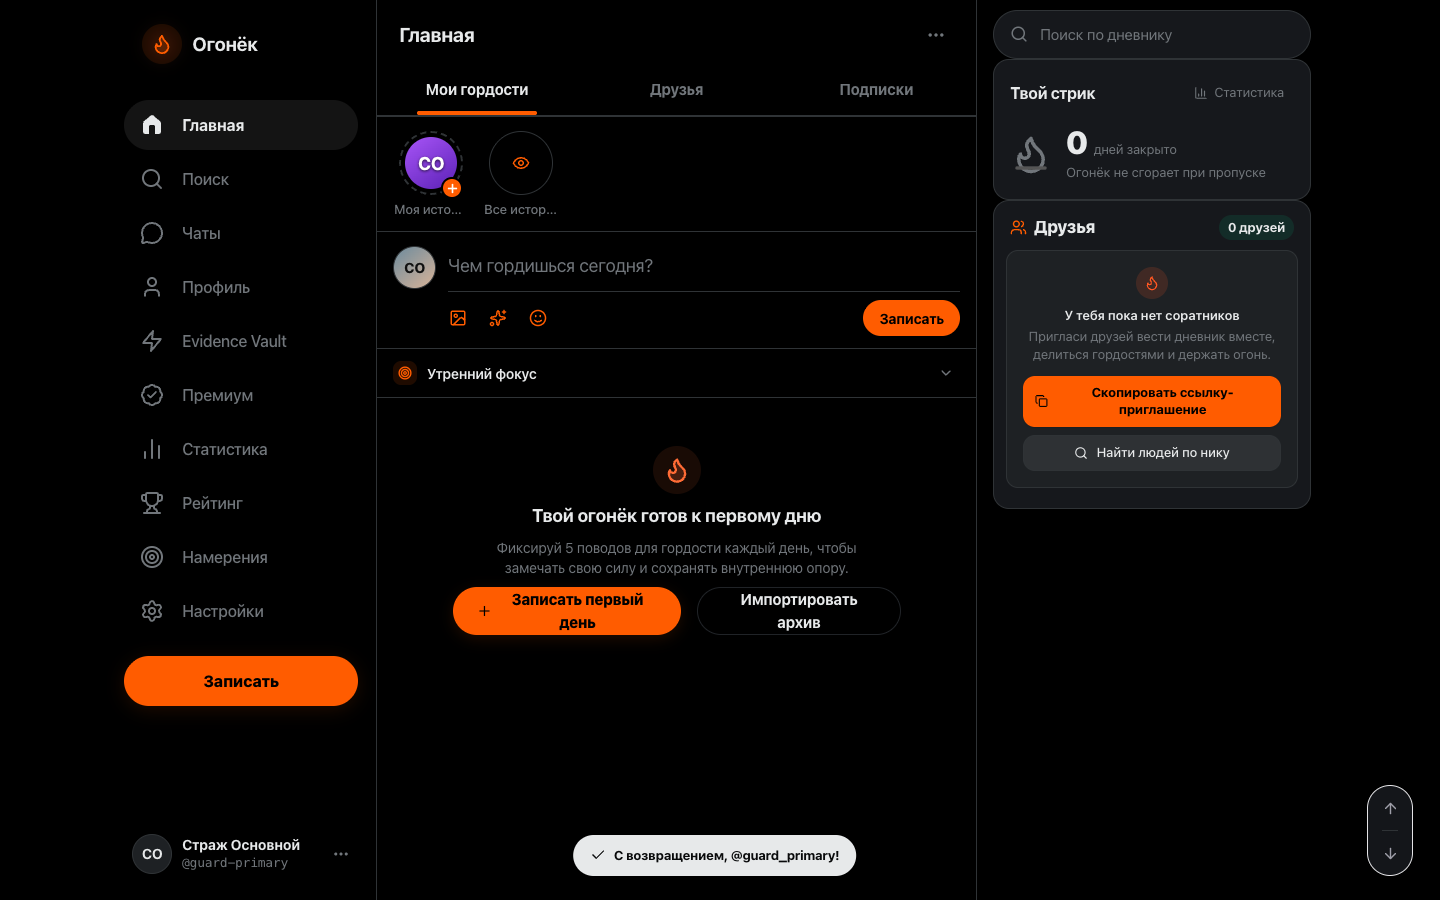 Огонёк
Главная
Поиск
Чаты
Профиль
Evidence Vault
Премиум
Статистика
Рейтинг
Намерения
Настройки
Записать
СО
Страж Основной
@guard-primary
Главная
Мои гордости
Друзья
Подписки
СО
Моя исто...
Все истор...
СО
Чем гордишься сегодня?
Записать
Утренний фокус
Твой огонёк готов к первому дню
Фиксируй 5 поводов для гордости каждый день, чтобы
замечать свою силу и сохранять внутреннюю опору.
Записать первый
день
Импортировать
архив
С возвращением, @guard_primary!
Поиск по дневнику
Твой стрик
Статистика
0 дней закрыто
Огонёк не сгорает при пропуске
Друзья
0 друзей
У тебя пока нет соратников
Пригласи друзей вести дневник вместе,
делиться гордостями и держать огонь.
Скопировать ссылку-
приглашение
Найти людей по нику